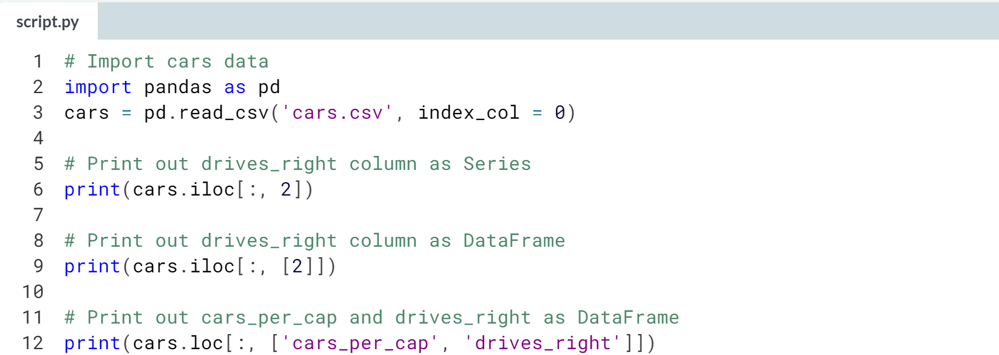 script.py
1 # Import cars data
2 import pandas as pd
3 cars = pd.read_csv('cars.csv', index_col = 0)
4
5 # Print out drives_right column as Series
6 print(cars.iloc[:, 2])
7
8 # Print out drives_right column as DataFrame
9 print(cars.iloc[:, [2]])
10
11 # Print out cars_per_cap and drives_right as DataFrame
12 print(cars.loc[:, ['cars_per_cap', 'drives_right']])